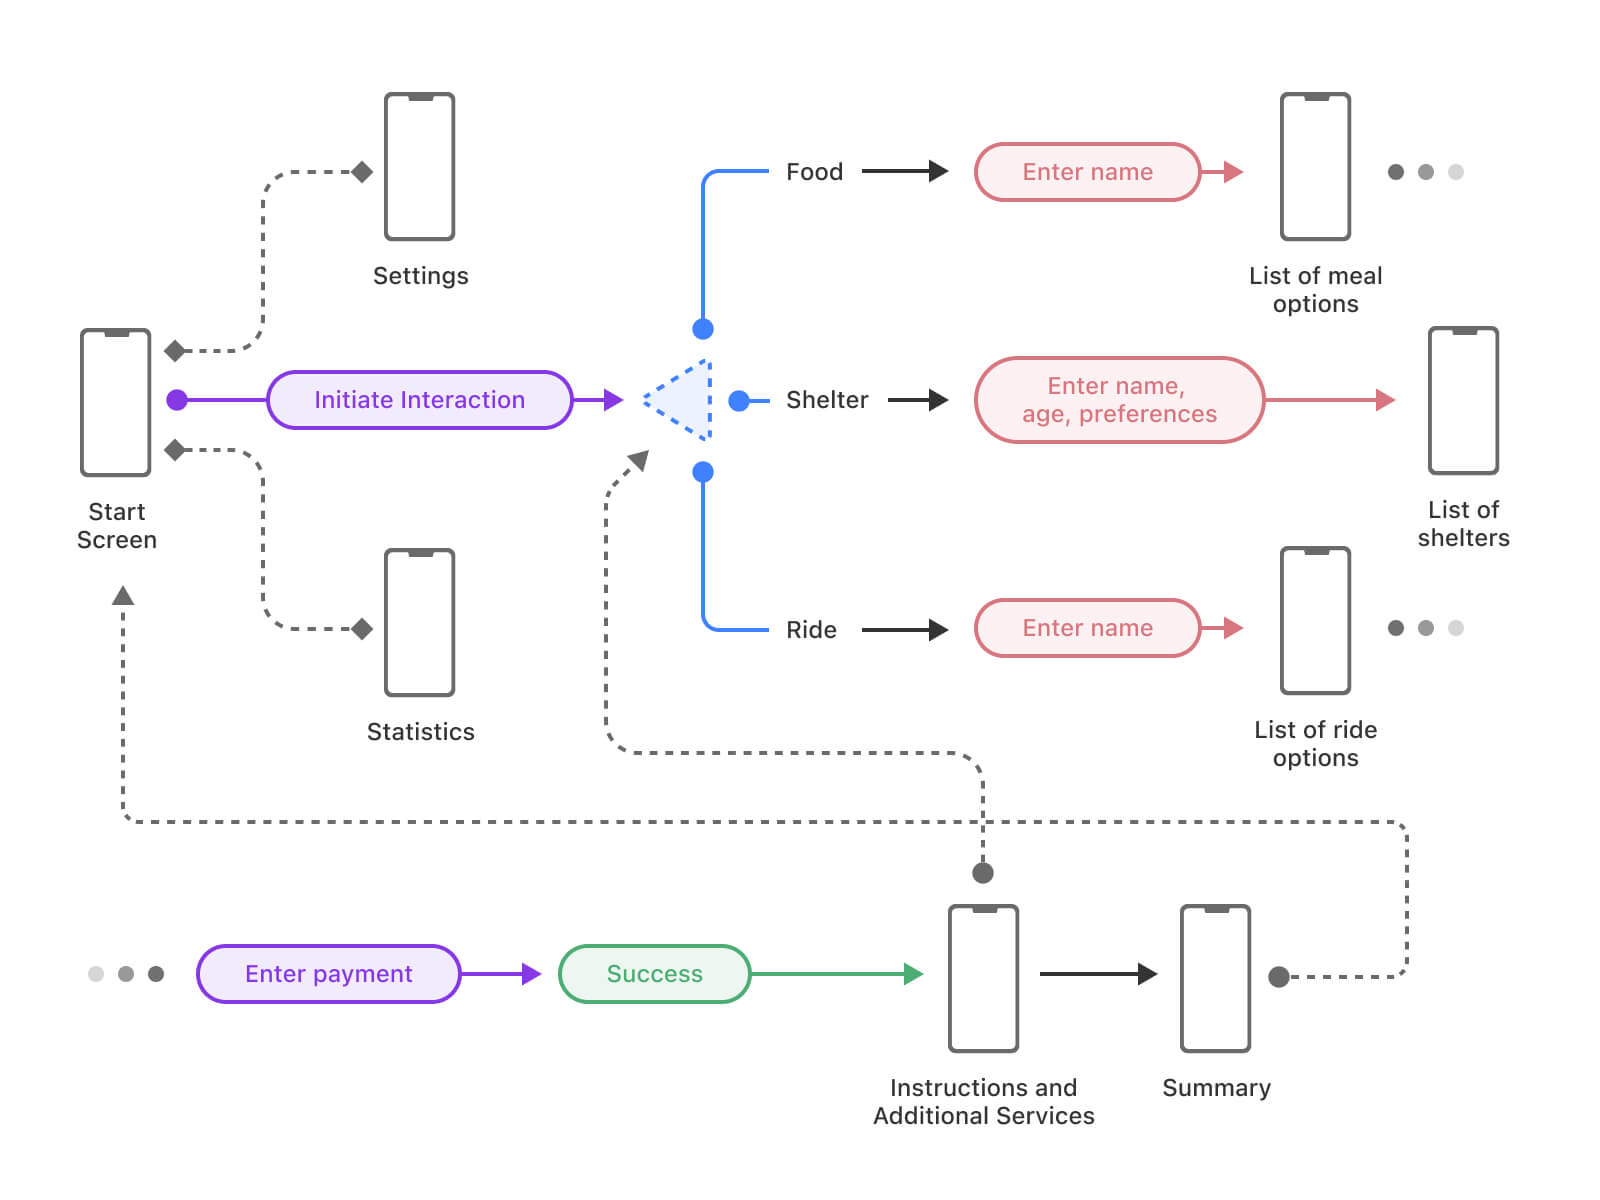 Settings
Start
Screen
Initiate Interaction
Statistics
Food
Enter name
List of meal
options
Shelter
Enter name,
age, preferences
List of
shelters
Ride
Enter name
List of ride
options
Enter payment
Success
Instructions and
Additional Services
Summary